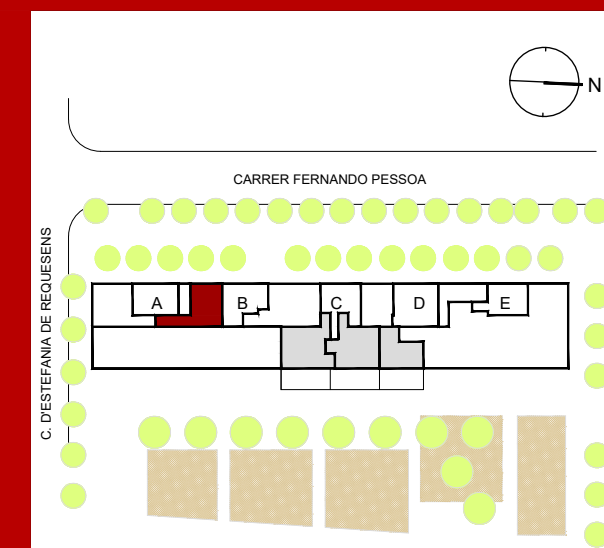 N
CARRER FERNANDO PESSOA
C. D'ESTEFANIA DE REQUESENS
A B C D E